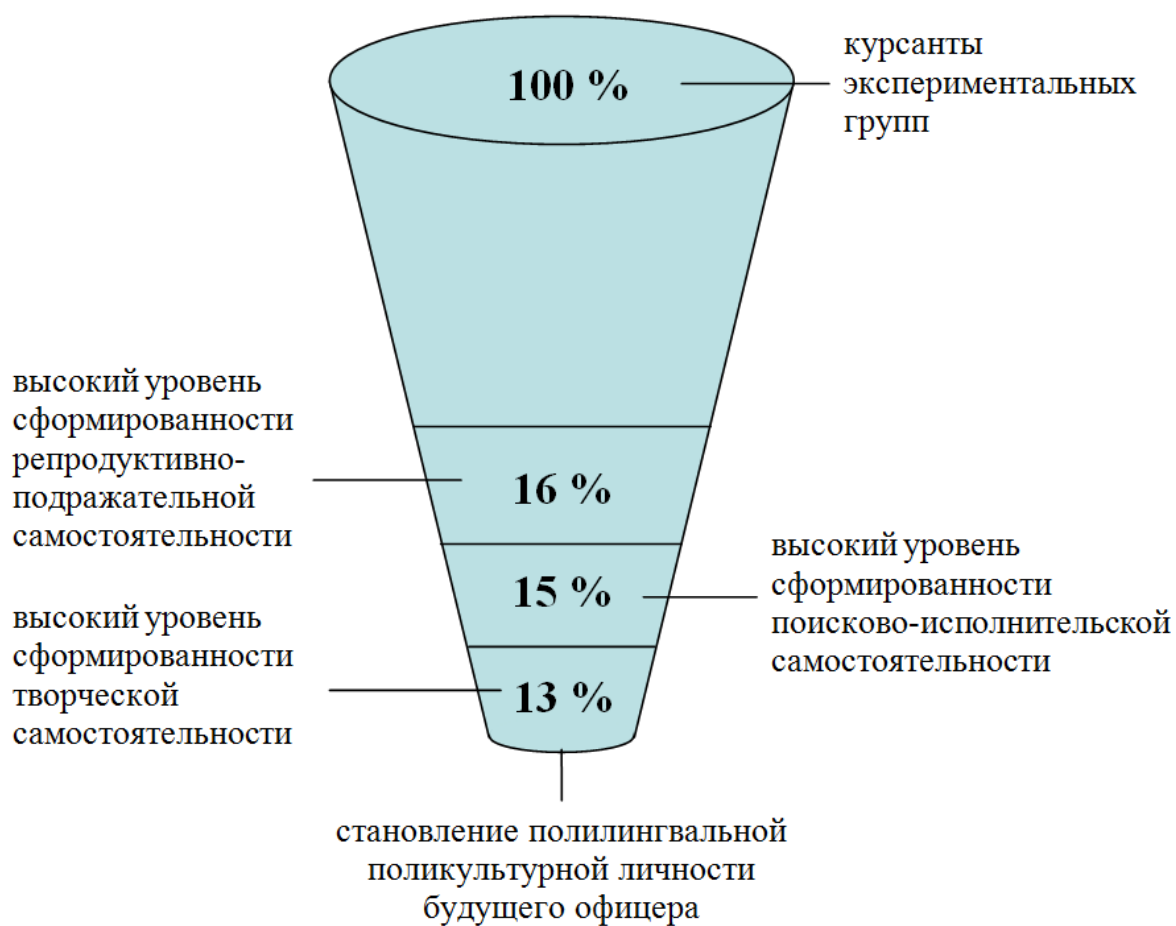 100 %
курсанты
экспериментальных
групп
высокий уровень
сформированности
репродуктивно-
подражательной
самостоятельности
16 %
15 %
высокий уровень
сформированности
поисково-исполнительской
самостоятельности
высокий уровень
сформированности
творческой
самостоятельности
13 %
становление полилингвальной
поликультурной личности
будущего офицера